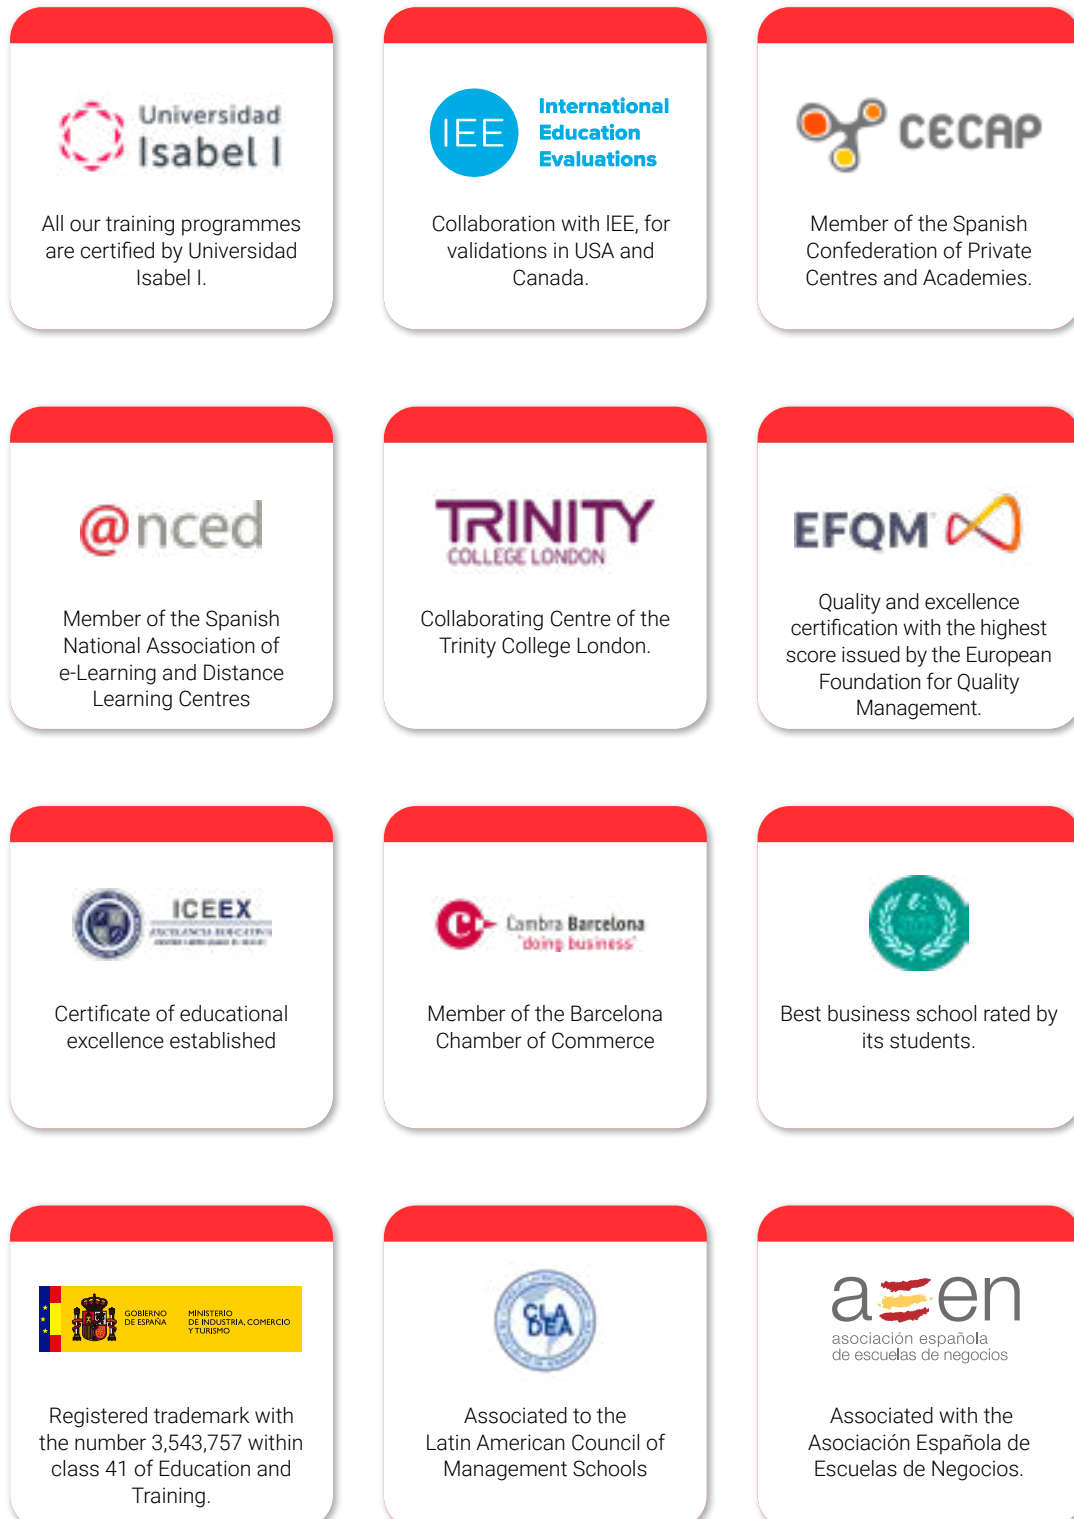 Universidad
Isabel I
All our training programmes
are certified by Universidad
Isabel I.
IEE
International
Education
Evaluations
Collaboration with IEE, for
validations in USA and
Canada.
CECAP
Member of the Spanish
Confederation of Private
Centres and Academies.
@nced
Member of the Spanish
National Association of
e-Learning and Distance
Learning Centres
TRINITY
COLLEGE LONDON
Collaborating Centre of the
Trinity College London.
EFQM
Quality and excellence
certification with the highest
score issued by the European
Foundation for Quality
Management.
ICEEX
EXCELENCIA EDUCATIVA
Certificate of educational
excellence established
C
Cambra Barcelona
"doing business"
Member of the Barcelona
Chamber of Commerce
Best business school rated by
its students.
GOBIERNO
DE ESPAÑA
MINISTERIO
DE INDUSTRIA, COMERCIO
Y TURISMO
Registered trademark with
the number 3,543,757 within
class 41 of Education and
Training.
CLA
DEA
Associated to the
Latin American Council of
Management Schools
aeen
asociación española
de escuelas de negocios
Associated with the
Asociación Española de
Escuelas de Negocios.